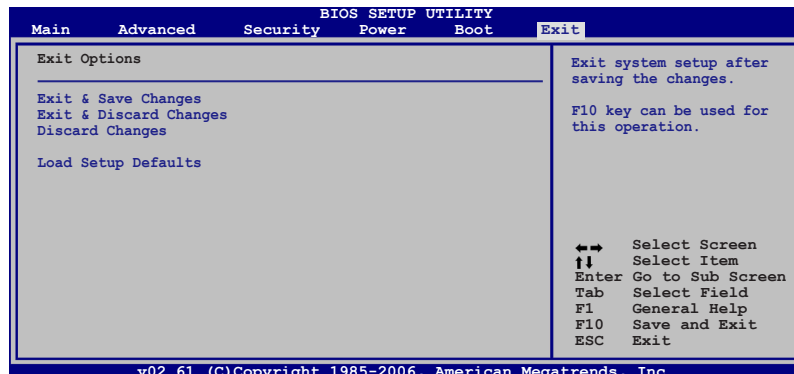 BIOS SETUP UTILITY
Main Advanced Security Power Boot Exit
Exit Options
Exit & Save Changes
Exit & Discard Changes
Discard Changes
Load Setup Defaults
Exit system setup after
saving the changes.
F10 key can be used for
this operation.
Select Screen
Select Item
Enter Go to Sub Screen
Tab Select Field
F1 General Help
F10 Save and Exit
ESC Exit
v02.61 (C)Copyright 1985-2006, American Megatrends, Inc.